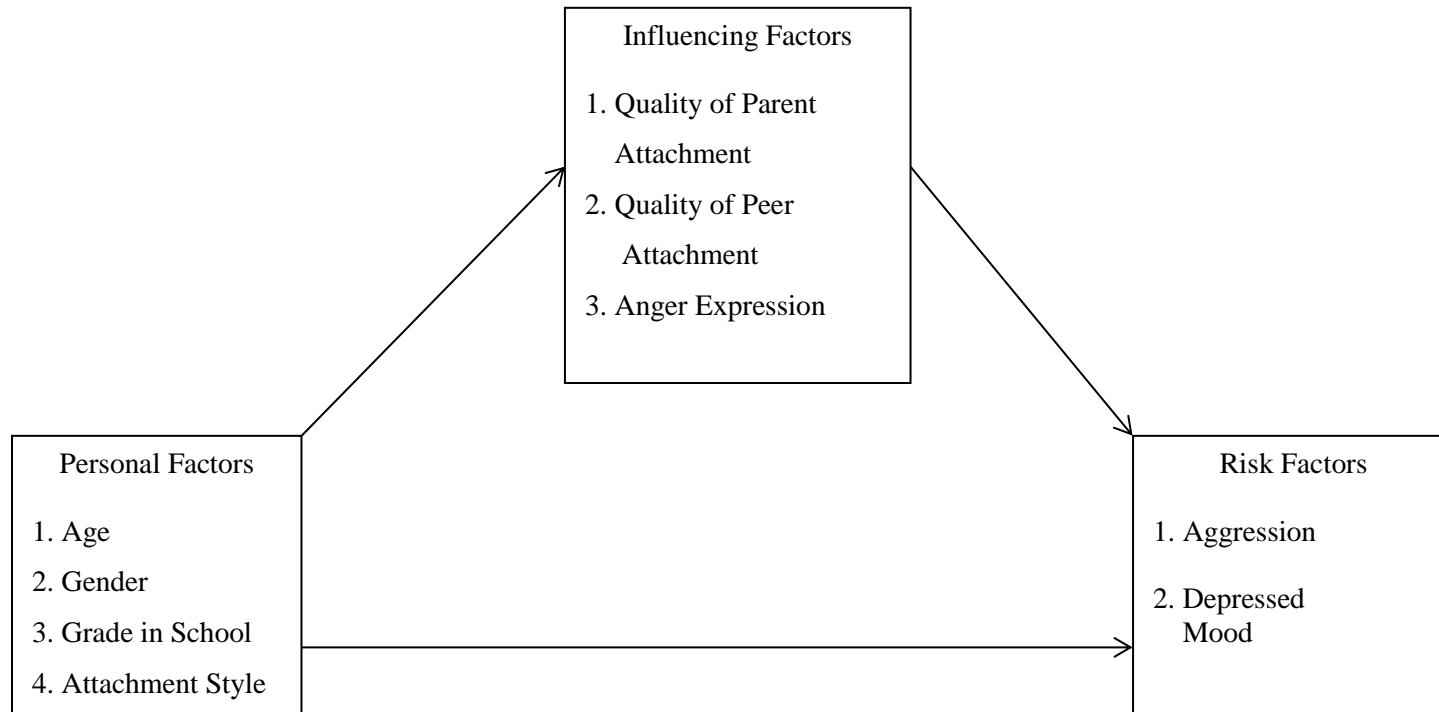 Influencing Factors
1. Quality of Parent
Attachment
2. Quality of Peer
Attachment
3. Anger Expression
Personal Factors
1. Age
2. Gender
3. Grade in School
4. Attachment Style
Risk Factors
1. Aggression
2. Depressed
Mood